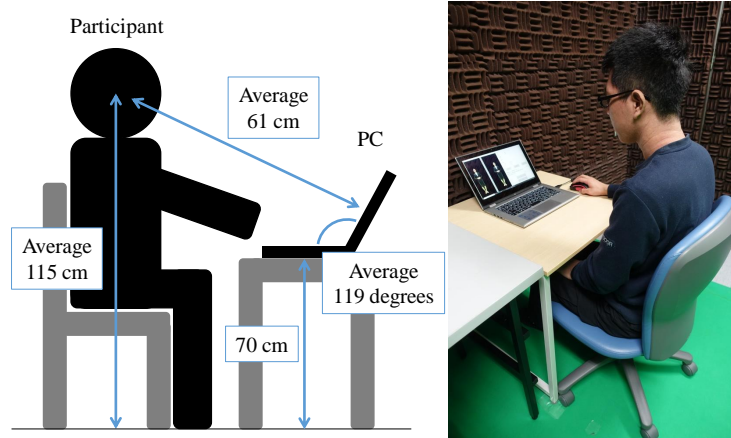 Participant
Average
61 cm
PC
Average
115 cm
Average
119 degrees
70 cm